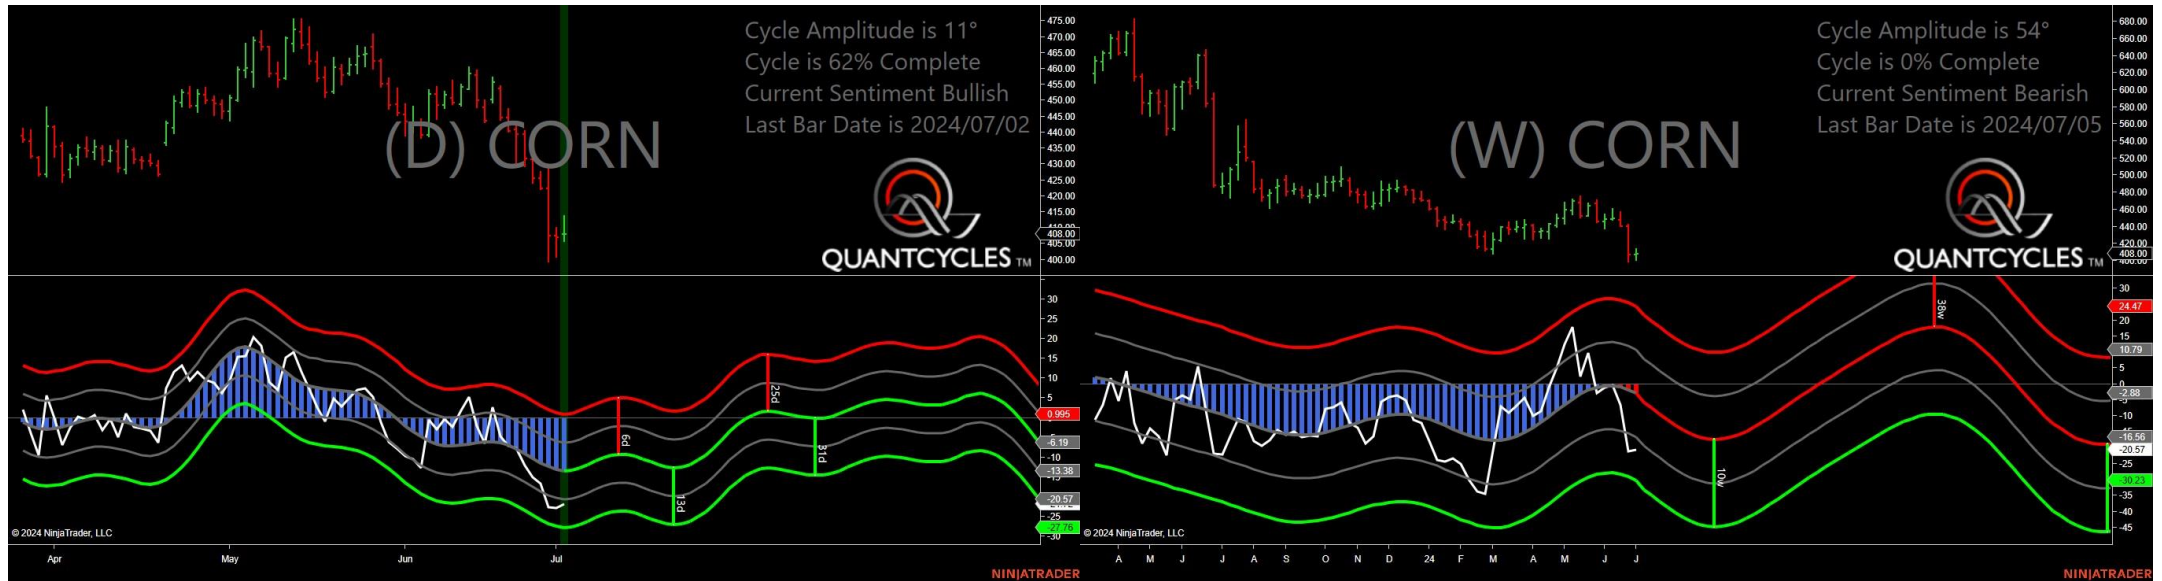 Cycle Amplitude is 11°
Cycle is 62% Complete
Current Sentiment Bullish
Last Bar Date is 2024/07/02
(D) CORN
QUANTCYCLES TM
475.00
470.00
465.00
460.00
455.00
450.00
445.00
440.00
435.00
430.00
425.00
420.00
415.00
408.00
405.00
400.00
30
25
20
15
10
5
0.995
-6.19
-10
-13.38
-20.57
-25
-27.76
-30
6d
13d
25d
31d
© 2024 NinjaTrader, LLC
Apr May Jun Jul
NINJATRADER
Cycle Amplitude is 54°
Cycle is 0% Complete
Current Sentiment Bearish
Last Bar Date is 2024/07/05
(W) CORN
QUANTCYCLES TM
680.00
660.00
640.00
620.00
600.00
580.00
560.00
540.00
520.00
500.00
480.00
460.00
440.00
420.00
408.00
30
24.47
20
15
10.79
5
0
-2.88
-10
-16.56
-20.57
-25
-30.23
-35
-40
-45
10w
38w
© 2024 NinjaTrader, LLC
A M J J A S O N D 24 F M A M J J
NINJATRADER